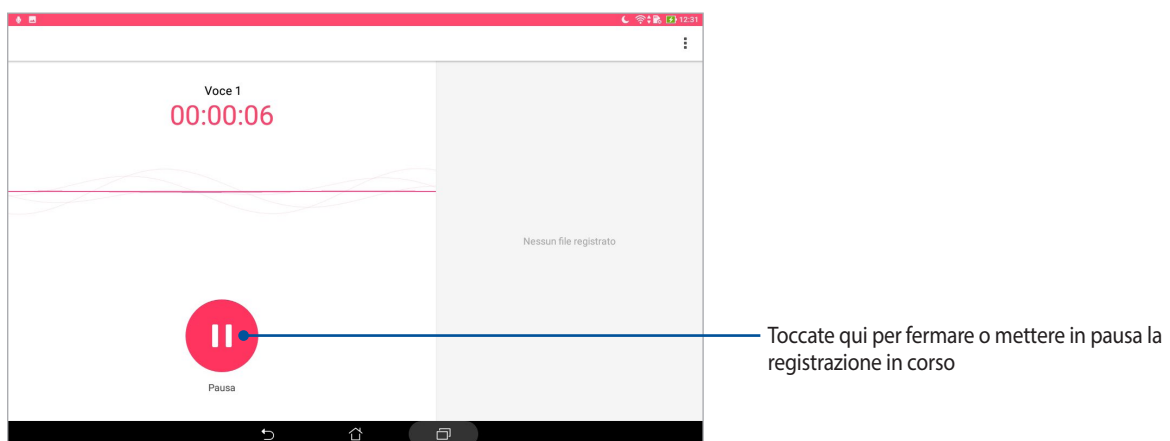 12:31
Voce 1
00:00:06
Nessun file registrato
Pausa
Toccate qui per fermare o mettere in pausa la
registrazione in corso